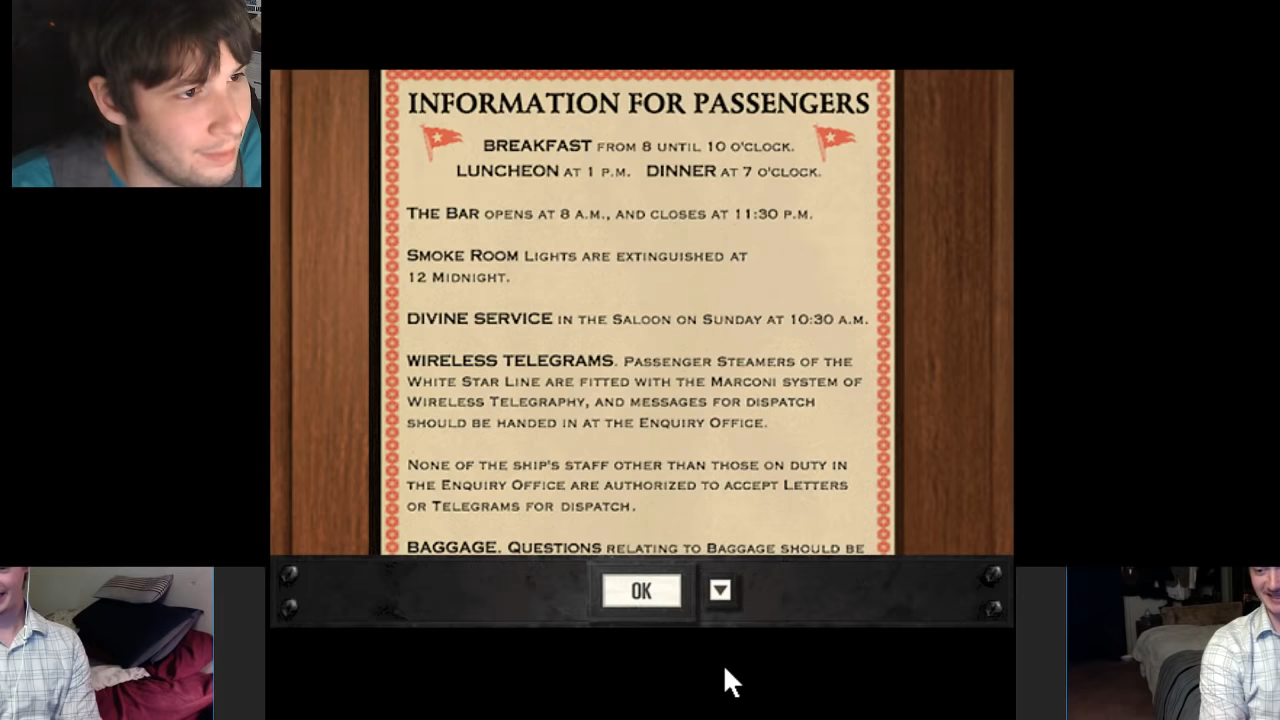 INFORMATION FOR PASSENGERS
BREAKFAST FROM 8 UNTIL 10 O'CLOCK.
LUNCHEON AT 1 P.M. DINNER AT 7 O'CLOCK.
THE BAR OPENS AT 8 A.M., AND CLOSES AT 11:30 P.M.
SMOKE ROOM LIGHTS ARE EXTINGUISHED AT
12 MIDNIGHT.
DIVINE SERVICE IN THE SALOON ON SUNDAY AT 10:30 A.M.
WIRELESS TELEGRAMS. PASSENGER STEAMERS OF THE
WHITE STAR LINE ARE FITTED WITH THE MARCONI SYSTEM OF
WIRELESS TELEGRAPHY, AND MESSAGES FOR DISPATCH
SHOULD BE HANDED IN AT THE ENQUIRY OFFICE.
NONE OF THE SHIP'S STAFF OTHER THAN THOSE ON DUTY IN
THE ENQUIRY OFFICE ARE AUTHORIZED TO ACCEPT LETTERS
OR TELEGRAMS FOR DISPATCH.
BAGGAGE. QUESTIONS RELATING TO BAGGAGE SHOULD BE
OK